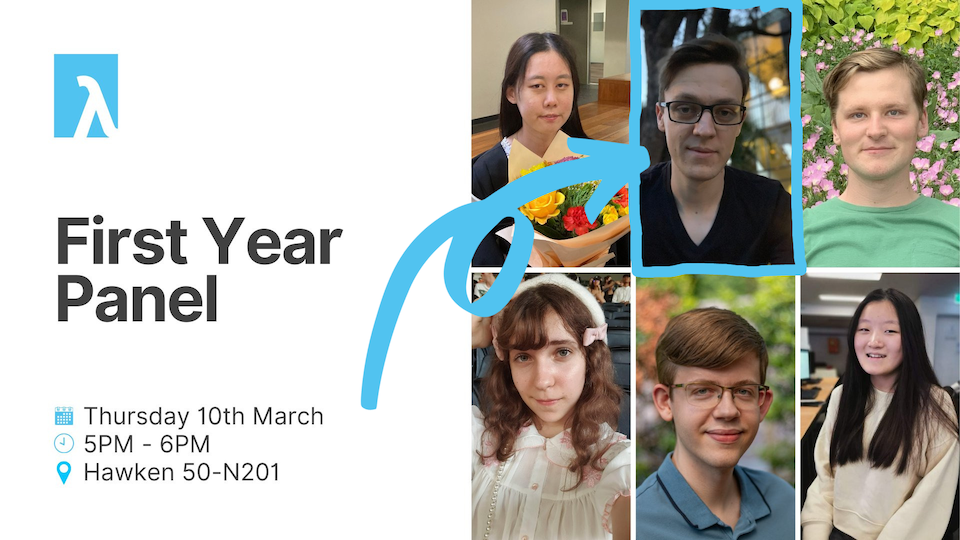 λ
First Year
Panel
Thursday 10th March
5PM - 6PM
Hawken 50-N201